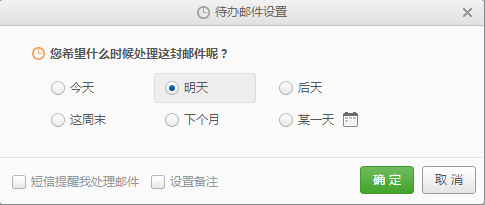 待办邮件设置
您希望什么时候处理这封邮件呢？
今天 明天 后天
这周末 下个月 某一天
短信提醒我处理邮件 设置备注 确 定 取 消